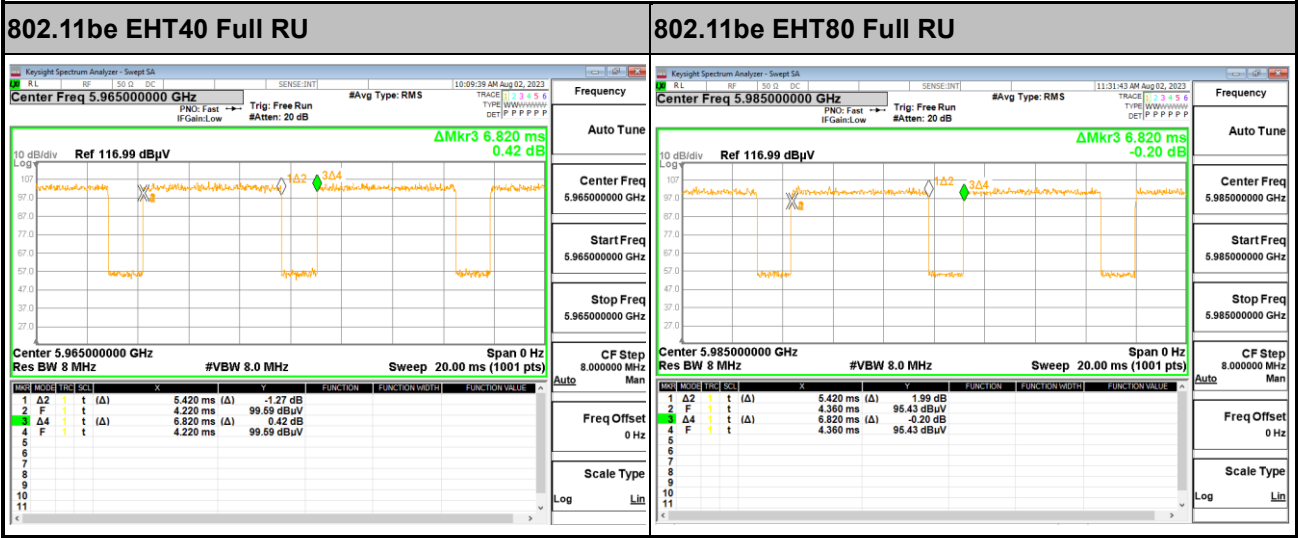 802.11be EHT40 Full RU
Keysight Spectrum Analyzer - Swept SA
RL RF 50 Ω DC SENSE:INT 10:09:39 AM Aug 02, 2023
Center Freq 5.965000000 GHz
PNO: Fast
IFGain:Low
Trig: Free Run
#Atten: 20 dB
#Avg Type: RMS
TRACE 1 2 3 4 5 6
TYPE WWWWWWW
DET P P P P P P
ΔMkr3 6.820 ms
0.42 dB
10 dB/div Ref 116.99 dBµV
Log
107
97.0
87.0
77.0
67.0
57.0
47.0
37.0
27.0
1Δ2
3Δ4
Center 5.965000000 GHz Span 0 Hz
Res BW 8 MHz #VBW 8.0 MHz Sweep 20.00 ms (1001 pts)
MKR MODE TRC SCL X Y FUNCTION FUNCTION WIDTH FUNCTION VALUE
1 Δ2 1 t (Δ) 5.420 ms (Δ) -1.27 dB
2 F 1 t 4.220 ms 99.59 dBµV
3 Δ4 1 t (Δ) 6.820 ms (Δ) 0.42 dB
4 F 1 t 4.220 ms 99.59 dBµV
5
6
7
8
9
10
11
Frequency
Auto Tune
Center Freq
5.965000000 GHz
Start Freq
5.965000000 GHz
Stop Freq
5.965000000 GHz
CF Step
8.000000 MHz
Auto Man
Freq Offset
0 Hz
Scale Type
Log Lin
802.11be EHT80 Full RU
Keysight Spectrum Analyzer - Swept SA
RL RF 50 Ω DC SENSE:INT 11:31:43 AM Aug 02, 2023
Center Freq 5.985000000 GHz
PNO: Fast
IFGain:Low
Trig: Free Run
#Atten: 20 dB
#Avg Type: RMS
TRACE 1 2 3 4 5 6
TYPE WWWWWWW
DET P P P P P P
ΔMkr3 6.820 ms
-0.20 dB
10 dB/div Ref 116.99 dBµV
Log
107
97.0
87.0
77.0
67.0
57.0
47.0
37.0
27.0
1Δ2
3Δ4
Center 5.985000000 GHz Span 0 Hz
Res BW 8 MHz #VBW 8.0 MHz Sweep 20.00 ms (1001 pts)
MKR MODE TRC SCL X Y FUNCTION FUNCTION WIDTH FUNCTION VALUE
1 Δ2 1 t (Δ) 5.420 ms (Δ) 1.99 dB
2 F 1 t 4.360 ms 95.43 dBµV
3 Δ4 1 t (Δ) 6.820 ms (Δ) -0.20 dB
4 F 1 t 4.360 ms 95.43 dBµV
5
6
7
8
9
10
11
Frequency
Auto Tune
Center Freq
5.985000000 GHz
Start Freq
5.985000000 GHz
Stop Freq
5.985000000 GHz
CF Step
8.000000 MHz
Auto Man
Freq Offset
0 Hz
Scale Type
Log Lin